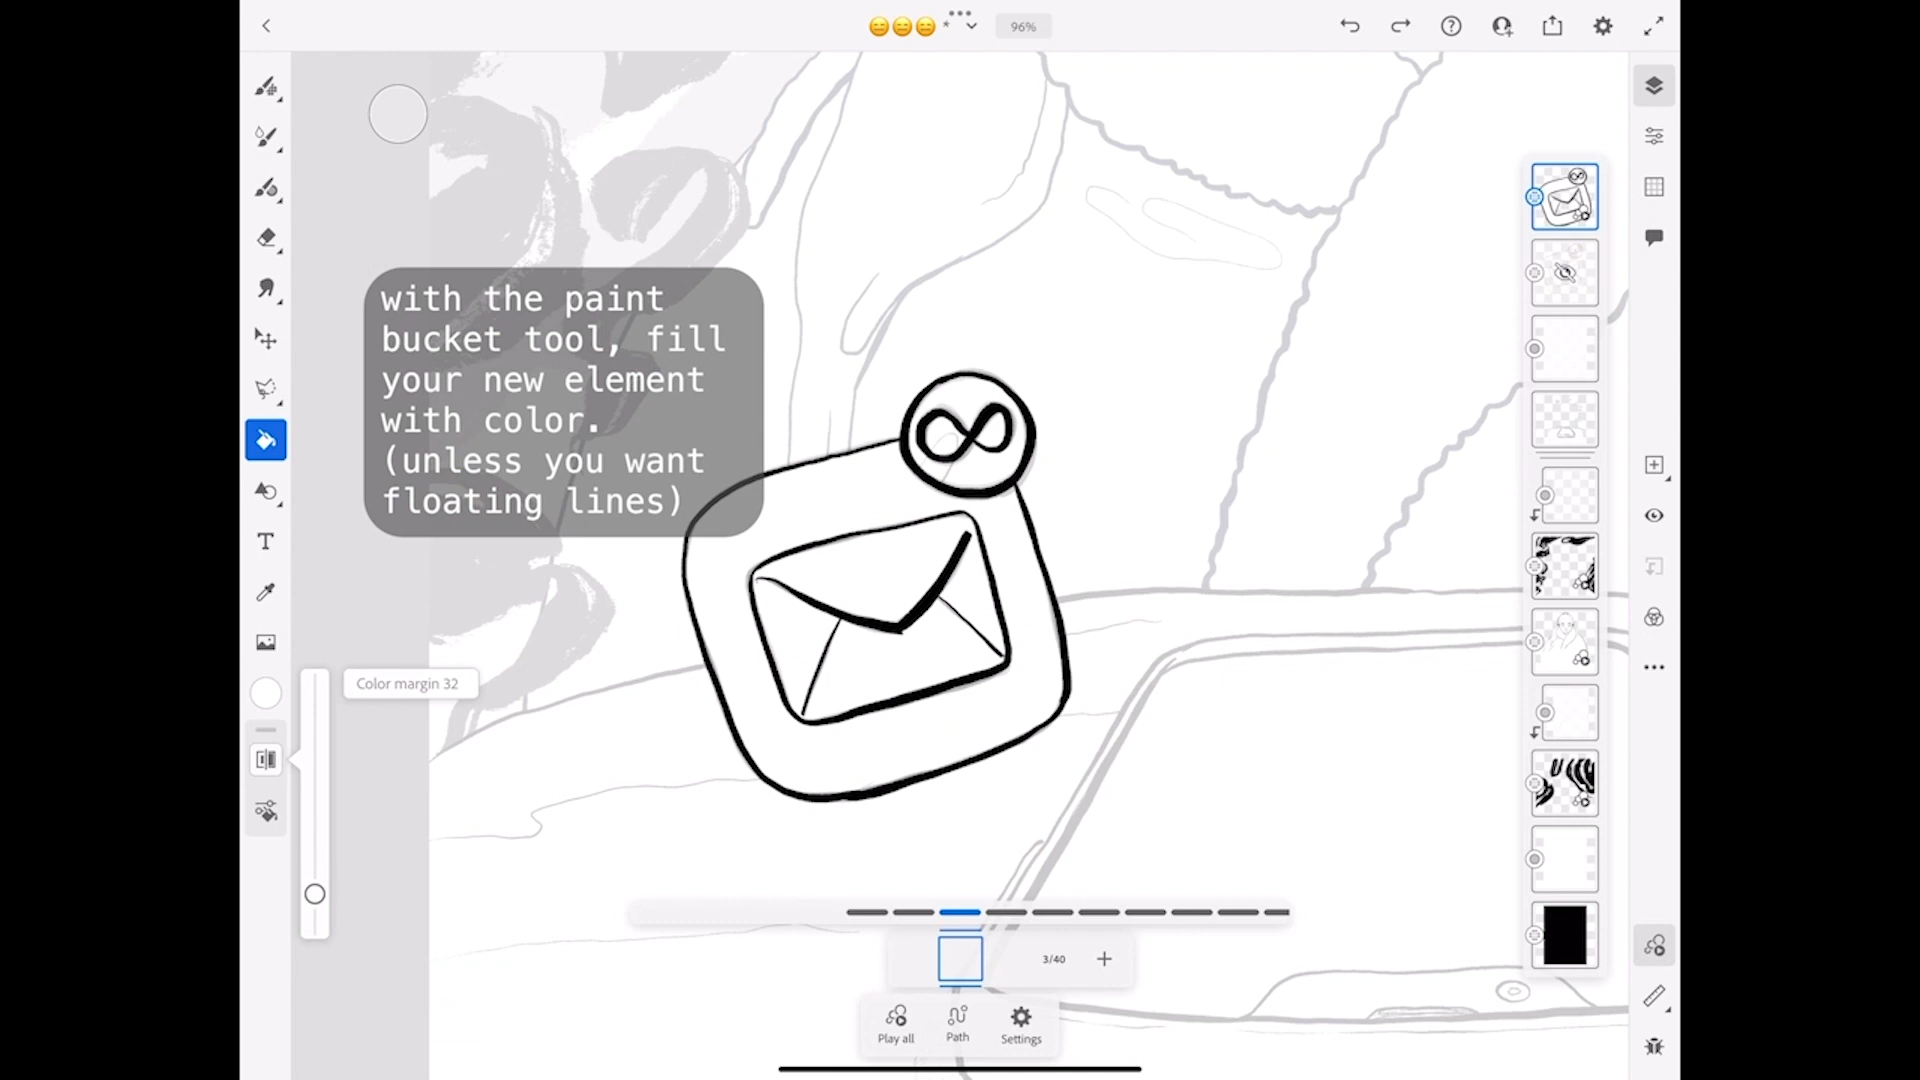 😑😑😑 *
96%
with the paint
bucket tool, fill
your new element
with color.
(unless you want
floating lines)
T
Color margin 32
3/40 +
Play all
Path
Settings